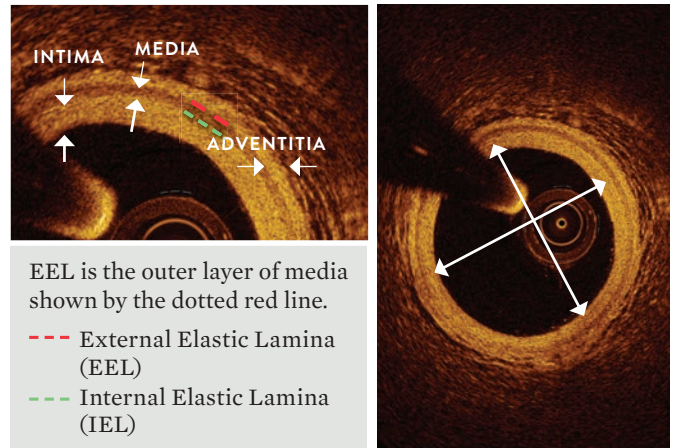 INTIMA
MEDIA
ADVENTITIA
EEL is the outer layer of media
shown by the dotted red line.
External Elastic Lamina
(EEL)
Internal Elastic Lamina
(IEL)